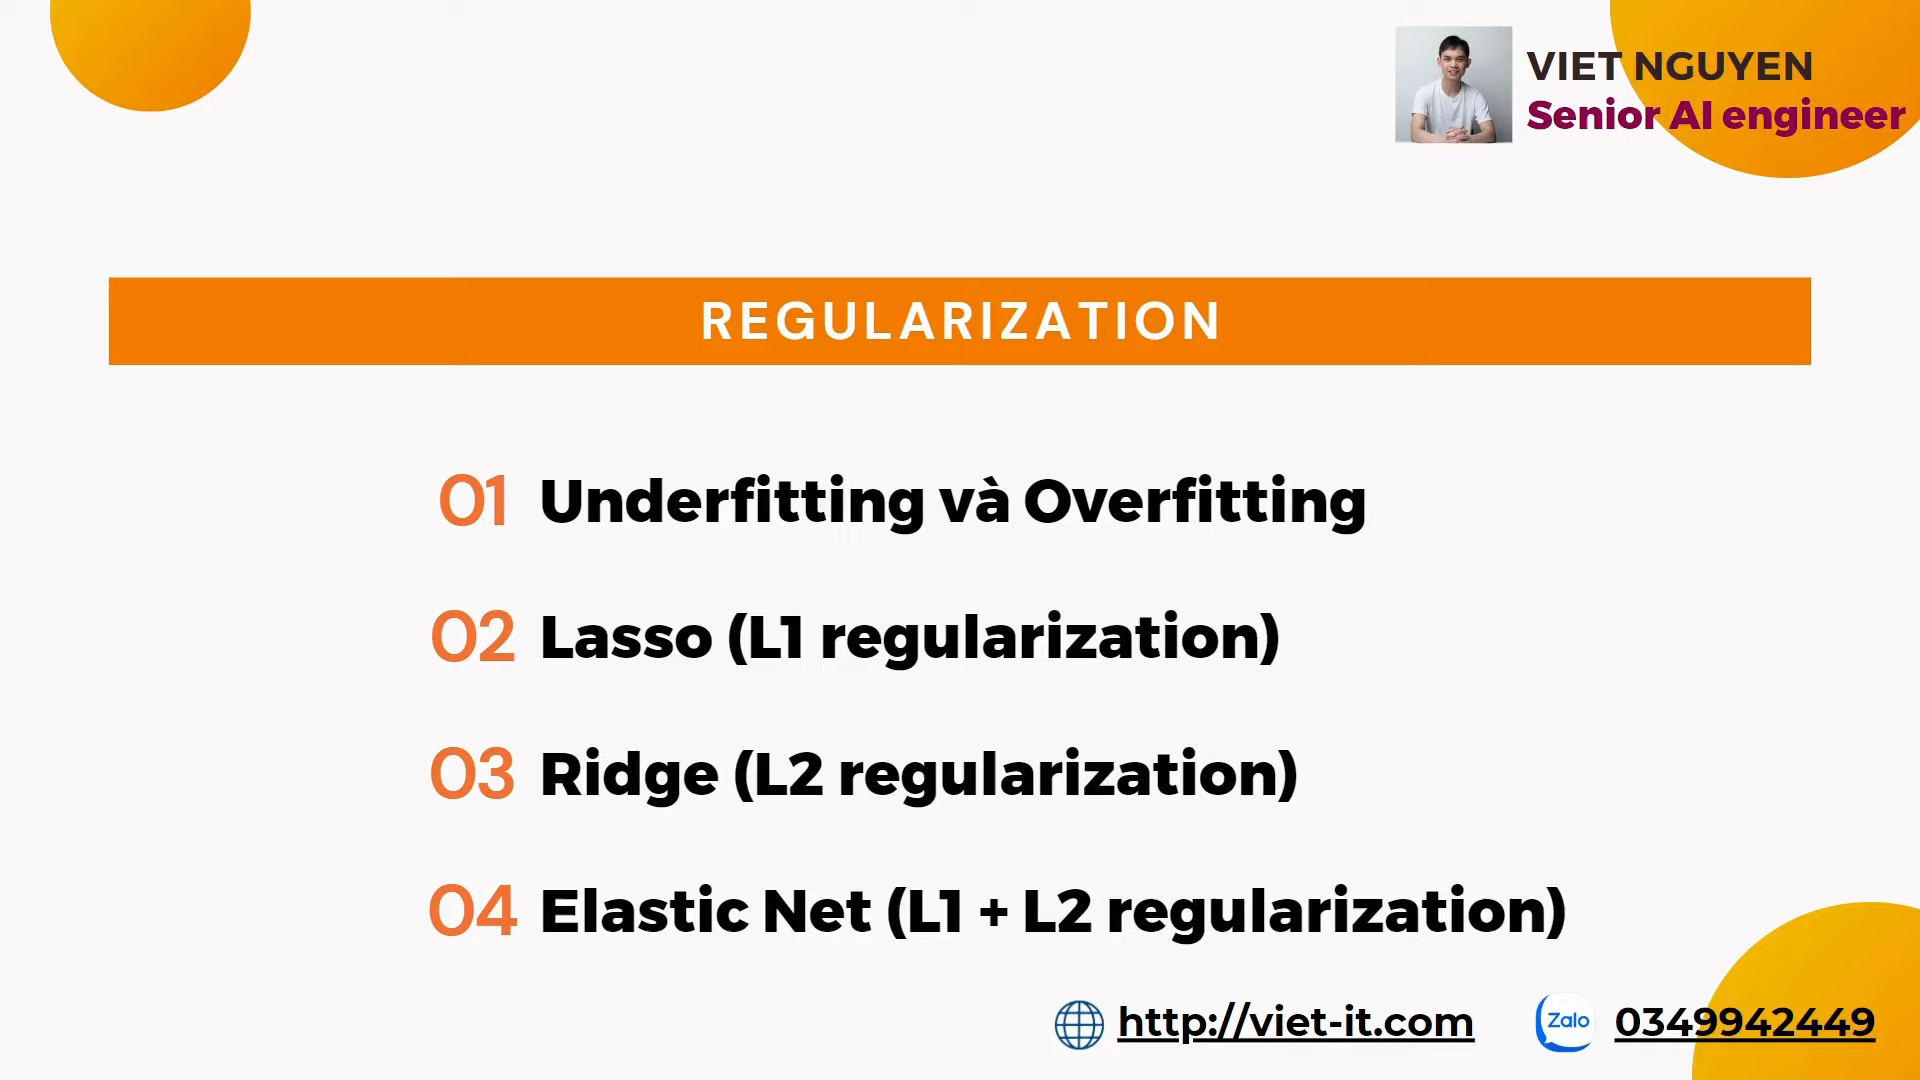 VIET NGUYEN
Senior AI engineer
REGULARIZATION
01 Underfitting và Overfitting
02 Lasso (L1 regularization)
03 Ridge (L2 regularization)
04 Elastic Net (L1 + L2 regularization)
http://viet-it.com
Zalo 0349942449